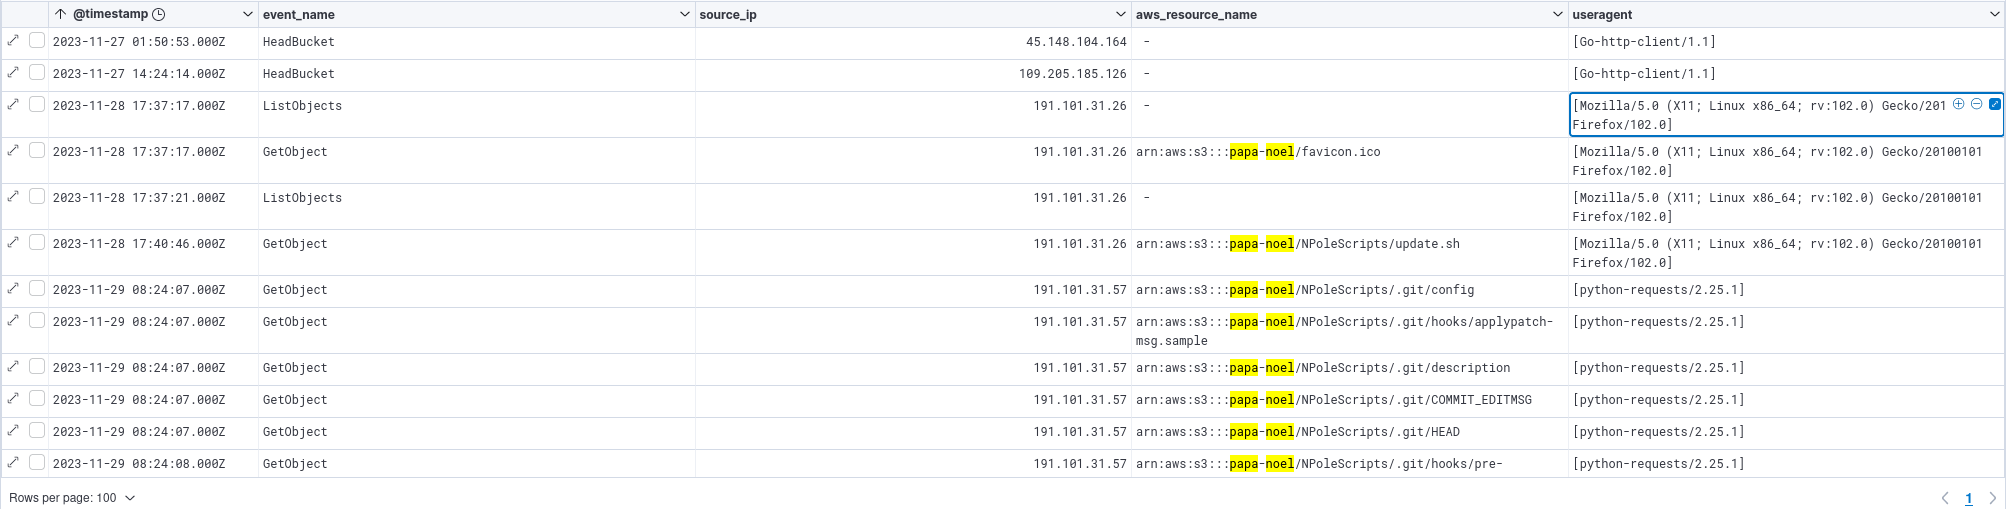 @timestamp event_name source_ip aws_resource_name useragent
2023-11-27 01:50:53.000Z HeadBucket 45.148.104.164 - [Go-http-client/1.1]
2023-11-27 14:24:14.000Z HeadBucket 109.205.185.126 - [Go-http-client/1.1]
2023-11-28 17:37:17.000Z ListObjects 191.101.31.26 - [Mozilla/5.0 (X11; Linux x86_64; rv:102.0) Gecko/201
Firefox/102.0]
2023-11-28 17:37:17.000Z GetObject 191.101.31.26 arn:aws:s3:::papa-noel/favicon.ico [Mozilla/5.0 (X11; Linux x86_64; rv:102.0) Gecko/20100101
Firefox/102.0]
2023-11-28 17:37:21.000Z ListObjects 191.101.31.26 - [Mozilla/5.0 (X11; Linux x86_64; rv:102.0) Gecko/20100101
Firefox/102.0]
2023-11-28 17:40:46.000Z GetObject 191.101.31.26 arn:aws:s3:::papa-noel/NPoleScripts/update.sh [Mozilla/5.0 (X11; Linux x86_64; rv:102.0) Gecko/20100101
Firefox/102.0]
2023-11-29 08:24:07.000Z GetObject 191.101.31.57 arn:aws:s3:::papa-noel/NPoleScripts/.git/config [python-requests/2.25.1]
2023-11-29 08:24:07.000Z GetObject 191.101.31.57 arn:aws:s3:::papa-noel/NPoleScripts/.git/hooks/applypatch- [python-requests/2.25.1]
msg.sample
2023-11-29 08:24:07.000Z GetObject 191.101.31.57 arn:aws:s3:::papa-noel/NPoleScripts/.git/description [python-requests/2.25.1]
2023-11-29 08:24:07.000Z GetObject 191.101.31.57 arn:aws:s3:::papa-noel/NPoleScripts/.git/COMMIT_EDITMSG [python-requests/2.25.1]
2023-11-29 08:24:07.000Z GetObject 191.101.31.57 arn:aws:s3:::papa-noel/NPoleScripts/.git/HEAD [python-requests/2.25.1]
2023-11-29 08:24:08.000Z GetObject 191.101.31.57 arn:aws:s3:::papa-noel/NPoleScripts/.git/hooks/pre- [python-requests/2.25.1]
Rows per page: 100 1